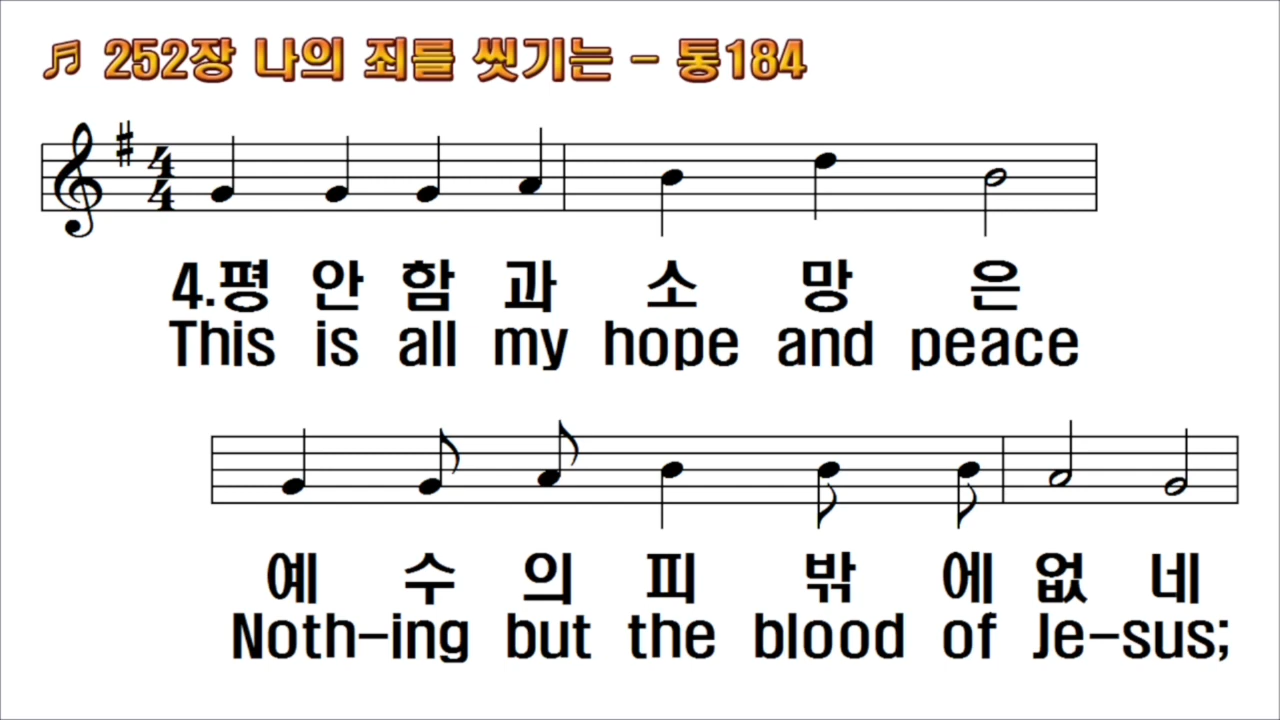 ♬ 252장 나의 죄를 씻기는 - 통184
4.평 안 함 과 소 망 은
This is all my hope and peace
예 수 의 피 밖 에 없 네
Noth-ing but the blood of Je-sus;